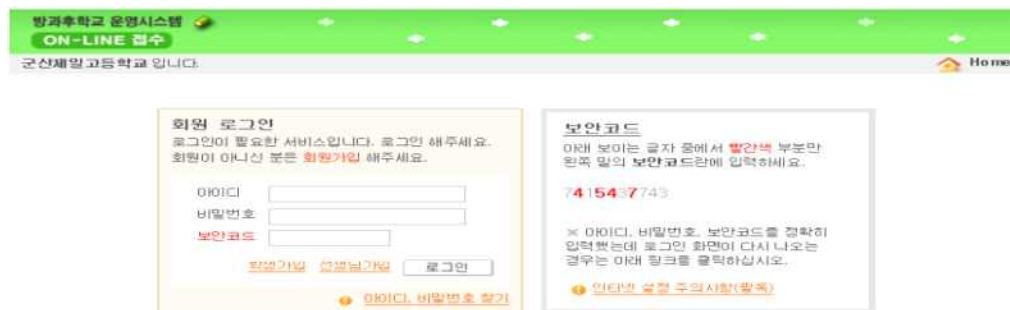 방과후학교 운영시스템
ON-LINE 접수
군산제일고등학교 입니다.
Home
회원 로그인
로그인이 필요한 서비스입니다. 로그인 해주세요.
회원이 아니신 분은 회원가입 해주세요.
아이디
비밀번호
보안코드
학생가입 선생님가입 로그인
아이디, 비밀번호 찾기
보안코드
아래 보이는 글자 중에서 빨간색 부분만
왼쪽 밑의 보안코드란에 입력하세요.
7415437743
※ 아이디, 비밀번호, 보안코드를 정확히
입력했는데 로그인 화면이 다시 나오는
경우는 아래 링크를 클릭하십시오.
인터넷 설정 주의사항(필독)